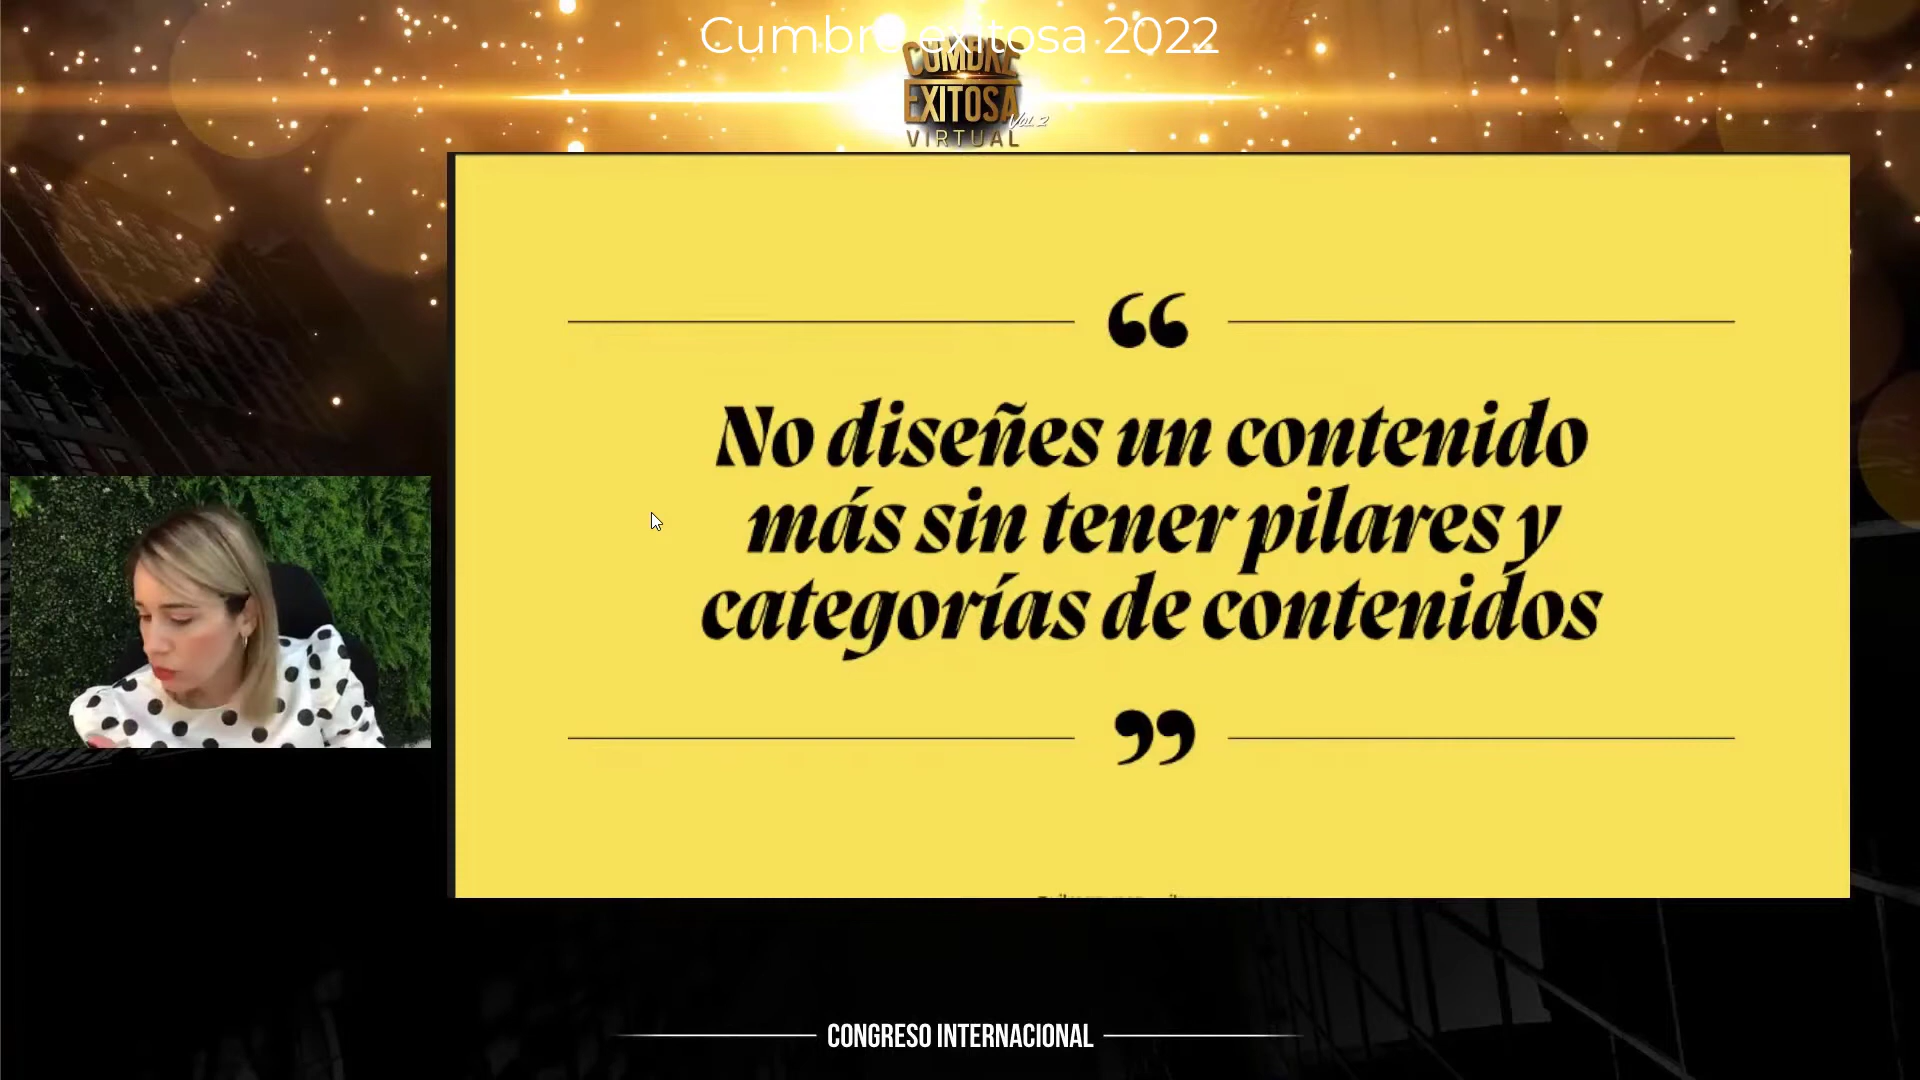 Cumbre exitosa 2022
CUMBRE
EXITOSA
Vol. 2
VIRTUAL
“
No diseñes un contenido
más sin tener pilares y
categorías de contenidos
”
CONGRESO INTERNACIONAL